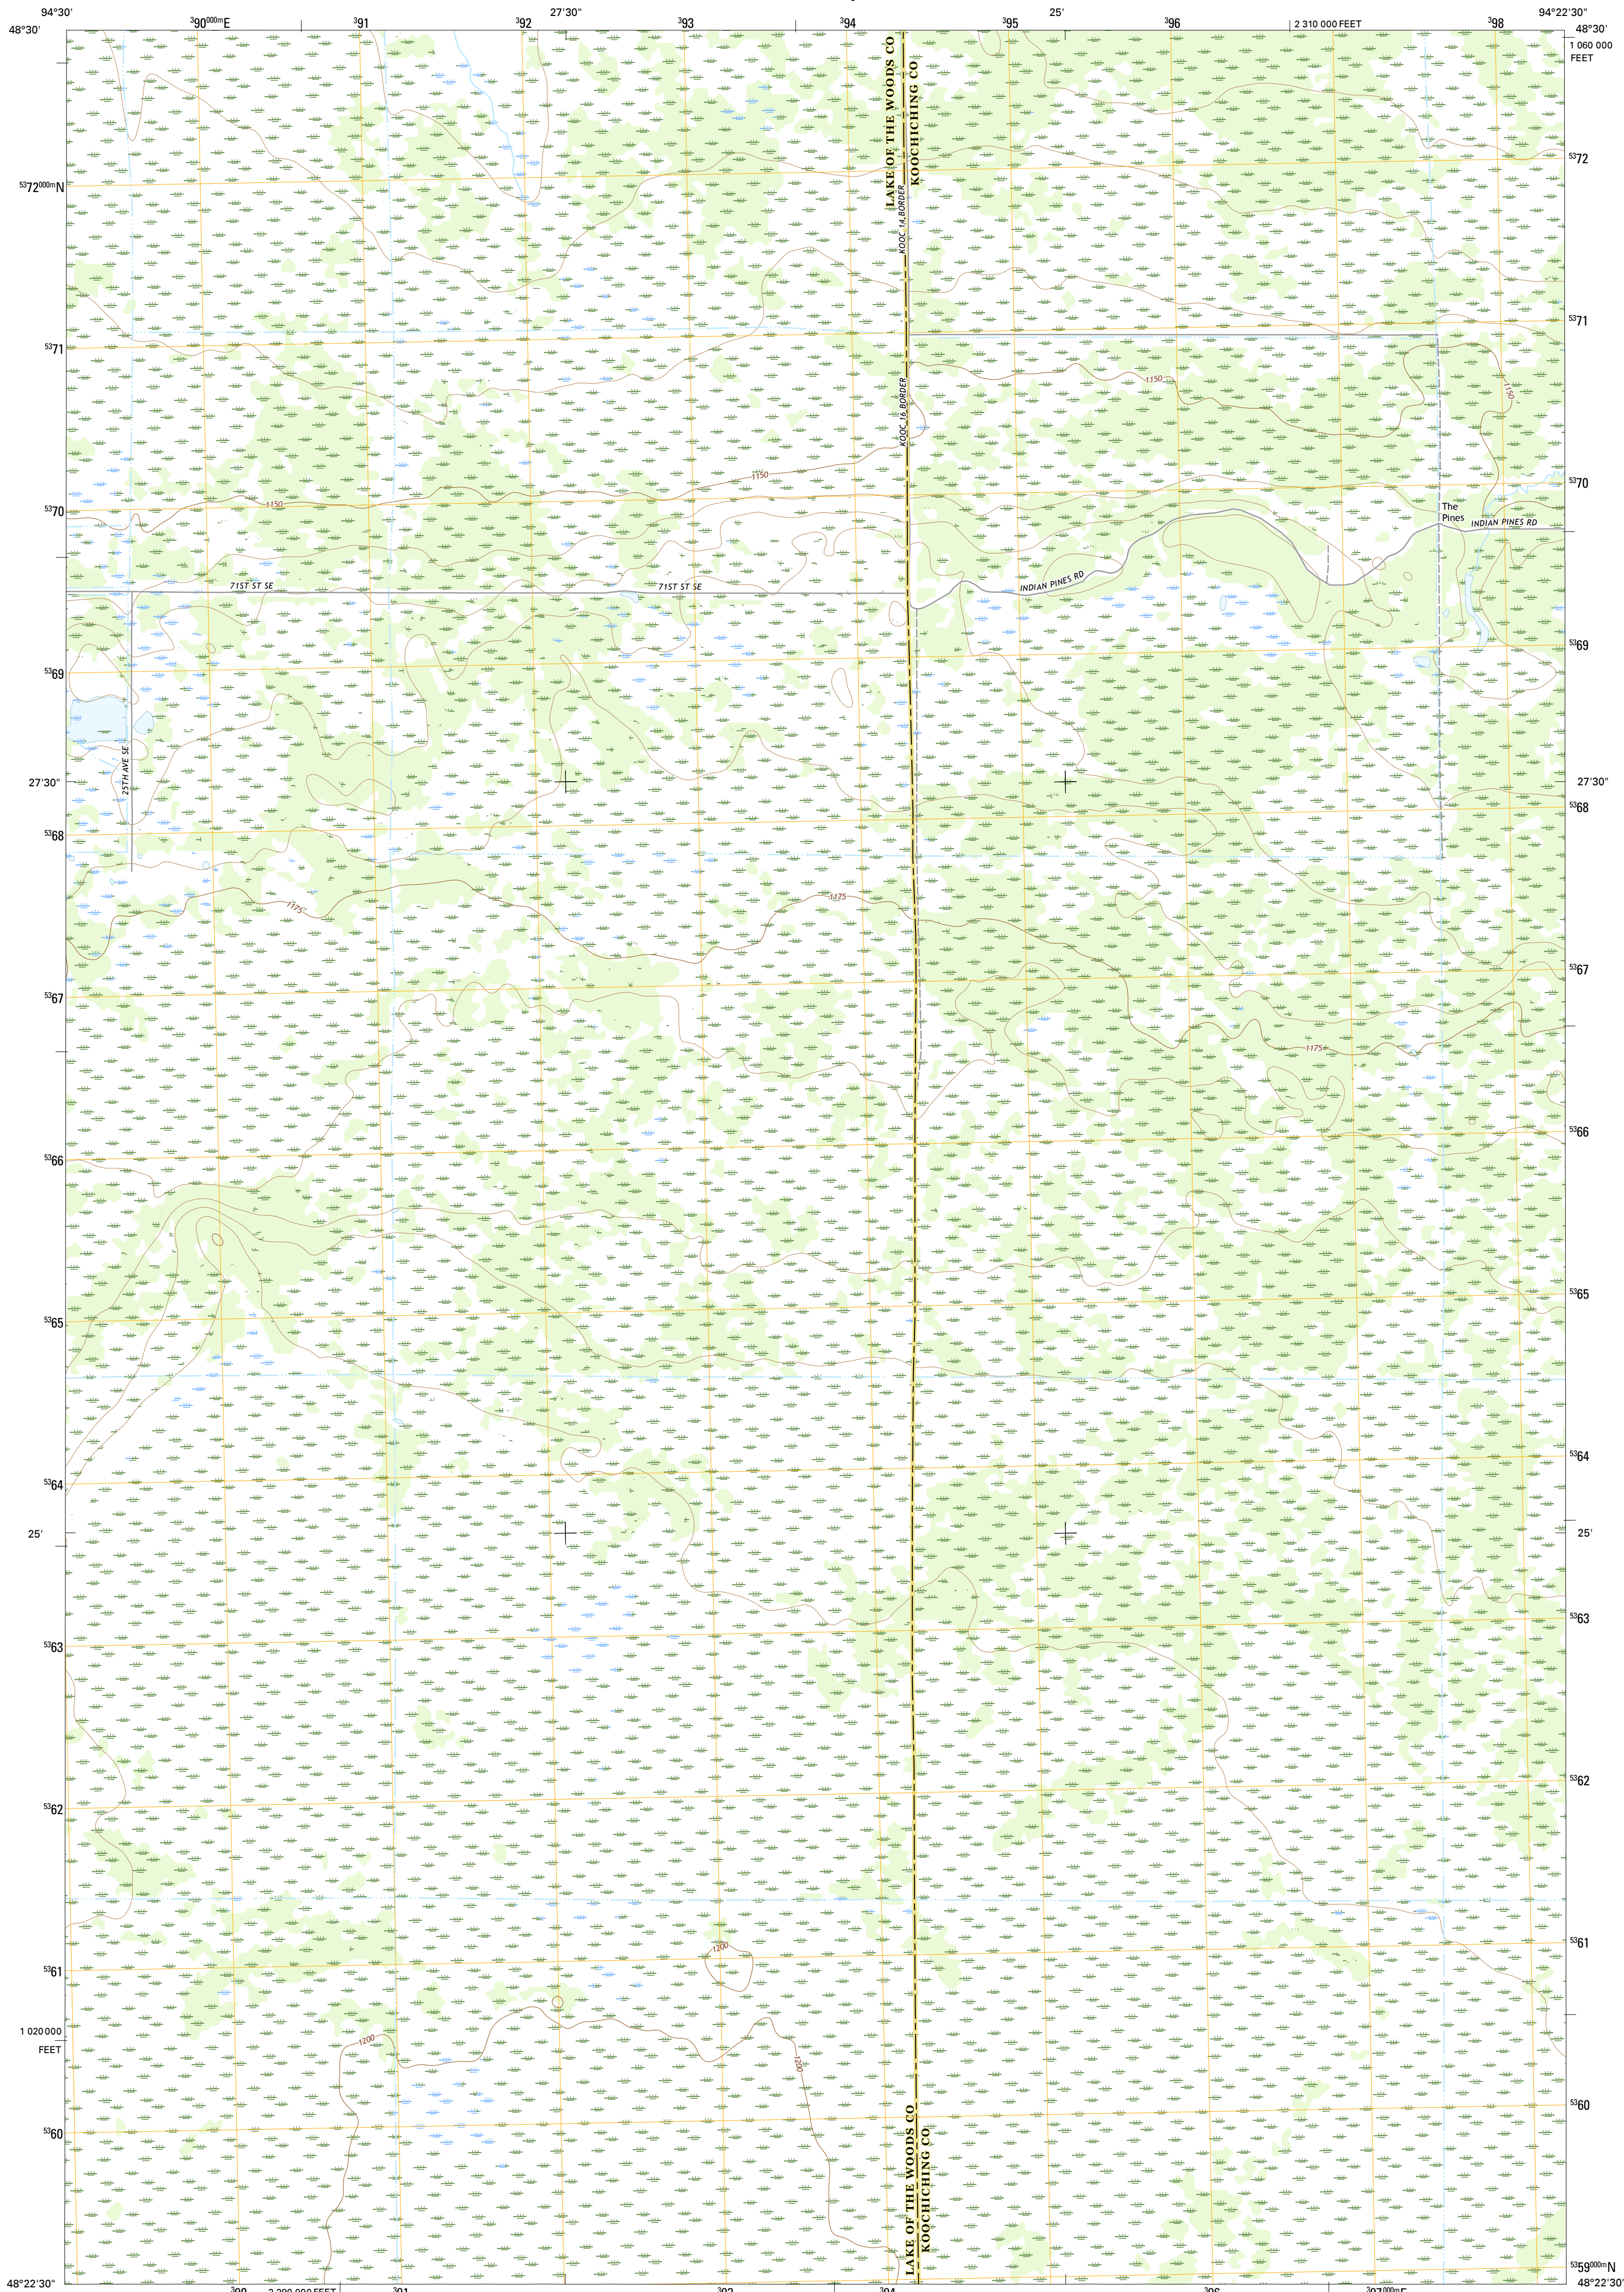 94°30'
³90⁰⁰⁰ᵐE
³91
³92
27'30"
³93
³94
³95
25'
³96
2 310 000 FEET
³98
94°22'30"
48°30'
48°30'
1 060 000
FEET
LAKE OF THE WOODS CO
KOOCHICHING CO
⁵³72
⁵³72⁰⁰⁰ᵐN
KOOC 14 BORDER
⁵³71
⁵³71
1150
1150
KOOC 16 BORDER
1150
⁵³70
1150
⁵³70
The
Pines
INDIAN PINES RD
71ST ST SE
71ST ST SE
INDIAN PINES RD
⁵³69
⁵³69
25TH AVE SE
27'30"
27'30"
⁵³68
⁵³68
1175
1175
⁵³67
⁵³67
1175
⁵³66
⁵³66
⁵³65
⁵³65
⁵³64
⁵³64
25'
25'
⁵³63
⁵³63
⁵³62
⁵³62
⁵³61
1200
⁵³61
1 020 000
FEET
1200
1200
⁵³60
⁵³60
LAKE OF THE WOODS CO
KOOCHICHING CO
⁵³59⁰⁰⁰ᵐN
48°22'30"
48°22'30"